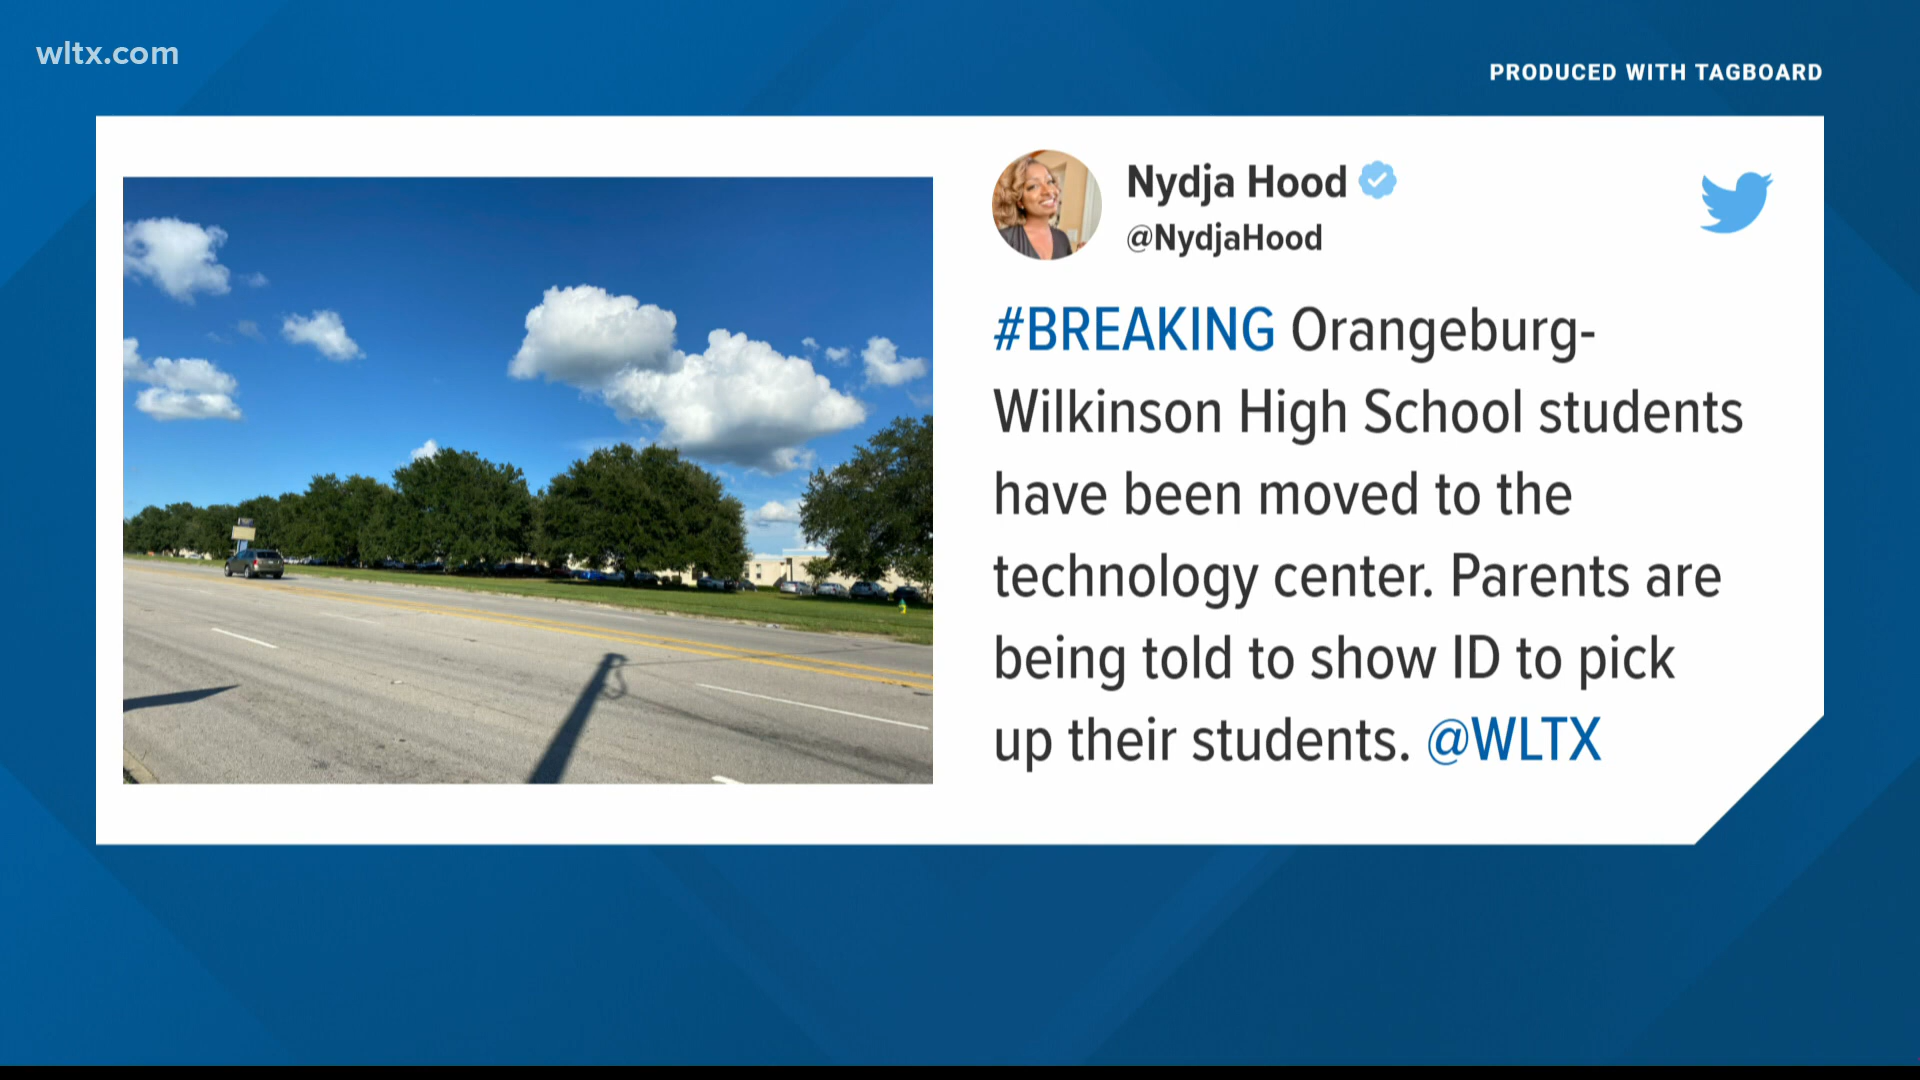 wltx.com
PRODUCED WITH TAGBOARD
Nydja Hood
@NydjaHood
#BREAKING Orangeburg-
Wilkinson High School students
have been moved to the
technology center. Parents are
being told to show ID to pick
up their students. @WLTX